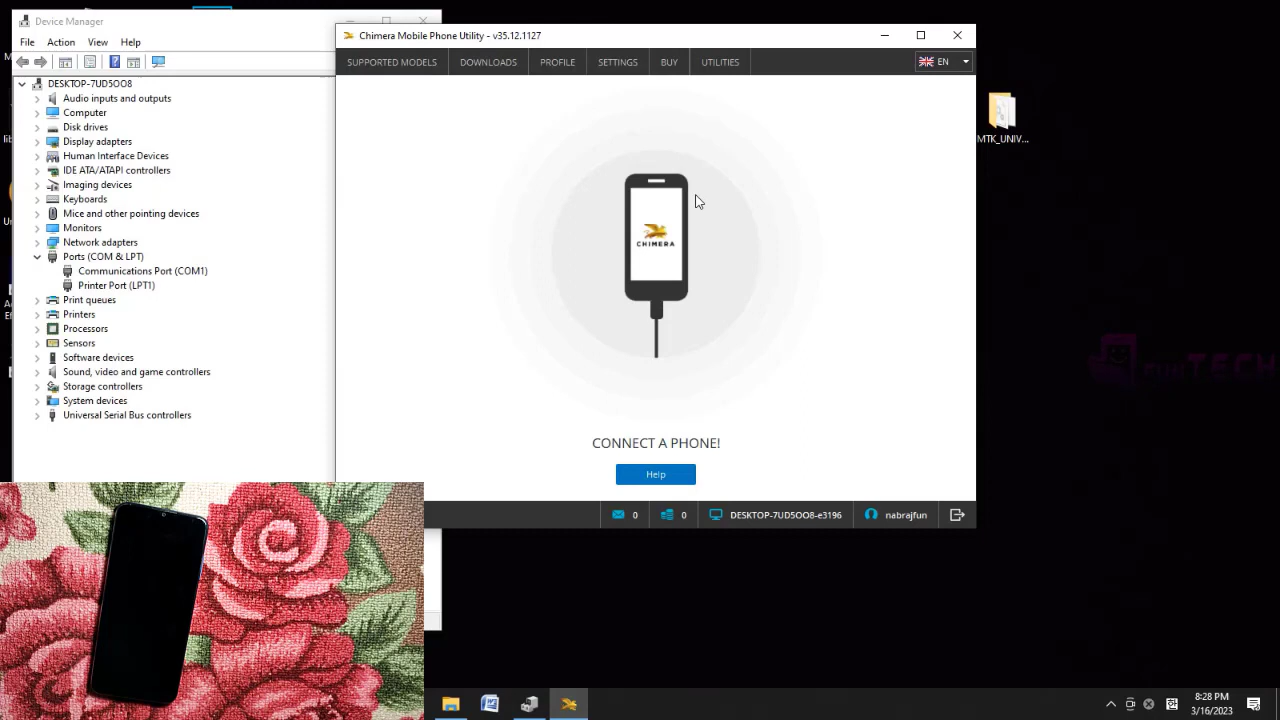 Device Manager
File Action View Help
DESKTOP-7UD5OO8
Audio inputs and outputs
Computer
Disk drives
Display adapters
Human Interface Devices
IDE ATA/ATAPI controllers
Imaging devices
Keyboards
Mice and other pointing devices
Monitors
Network adapters
Ports (COM & LPT)
Communications Port (COM1)
Printer Port (LPT1)
Print queues
Printers
Processors
Sensors
Software devices
Sound, video and game controllers
Storage controllers
System devices
Universal Serial Bus controllers
Chimera Mobile Phone Utility - v35.12.1127
SUPPORTED MODELS DOWNLOADS PROFILE SETTINGS BUY UTILITIES EN
CHIMERA
CONNECT A PHONE!
Help
0 0 DESKTOP-7UD5OO8-e3196 nabrajfun
MTK_UNIV...
TECH
8:28 PM
3/16/2023